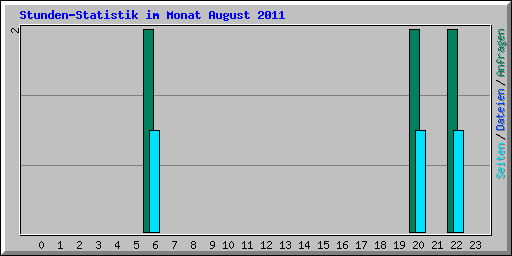 Stunden-Statistik im Monat August 2011
2
Seiten/Dateien/Anfragen
0 1 2 3 4 5 6 7 8 9 10 11 12 13 14 15 16 17 18 19 20 21 22 23